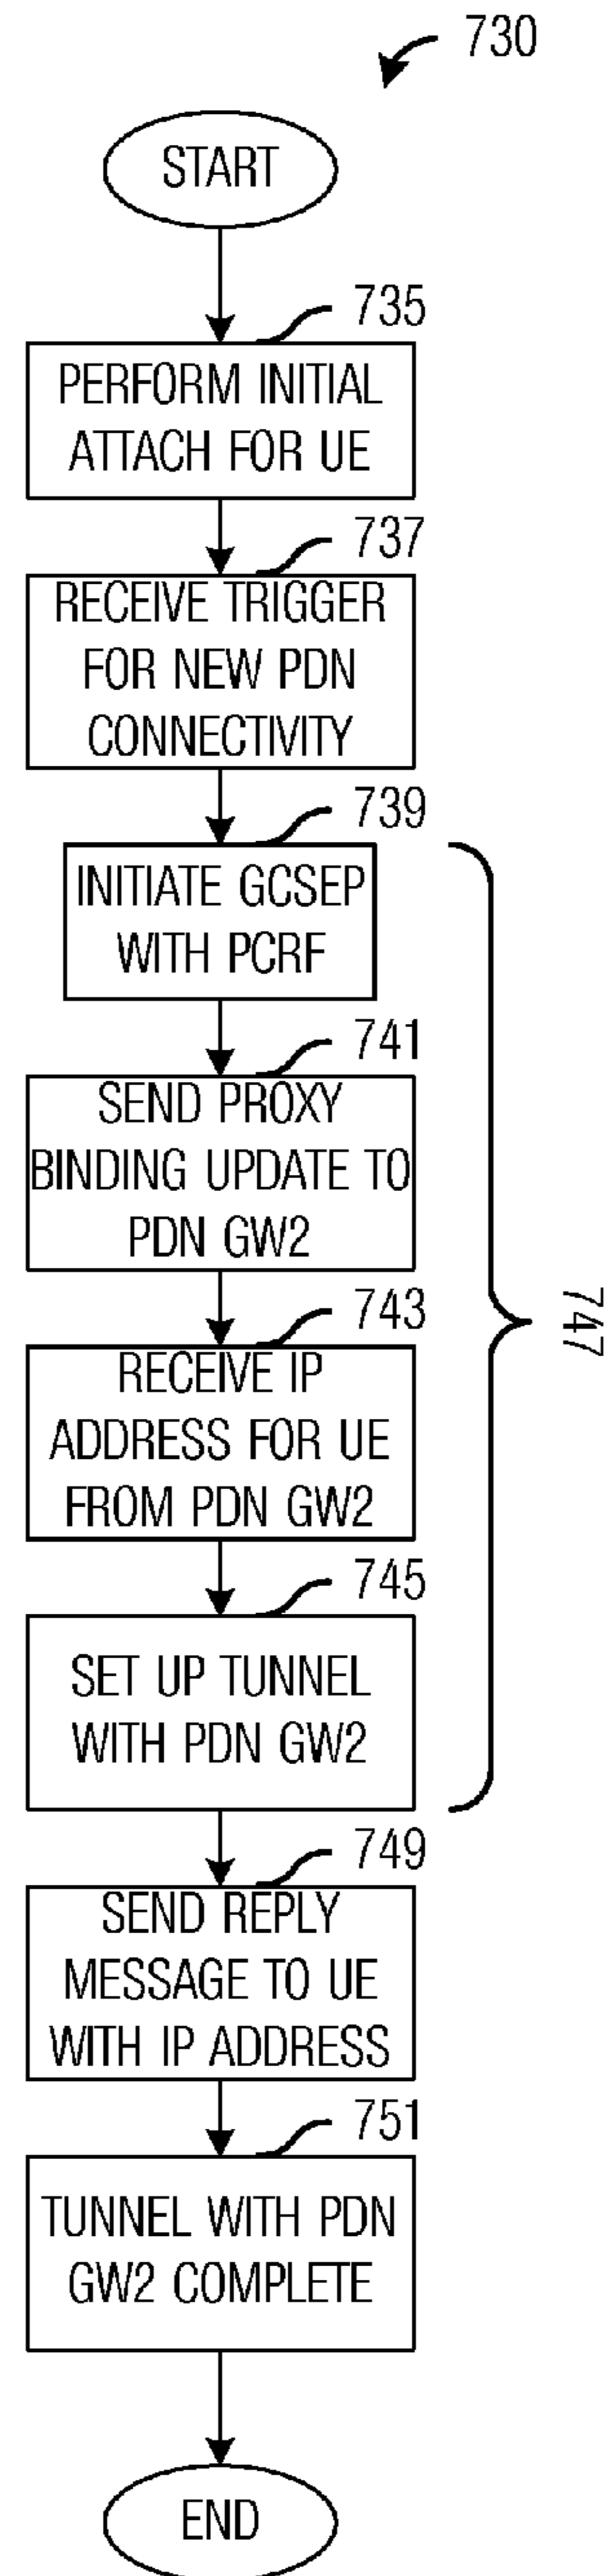 730
START
735
PERFORM INITIAL
ATTACH FOR UE
737
RECEIVE TRIGGER
FOR NEW PDN
CONNECTIVITY
739
INITIATE GCSEP
WITH PCRF
741
SEND PROXY
BINDING UPDATE TO
PDN GW2
743
RECEIVE IP
ADDRESS FOR UE
FROM PDN GW2
747
745
SET UP TUNNEL
WITH PDN GW2
749
SEND REPLY
MESSAGE TO UE
WITH IP ADDRESS
751
TUNNEL WITH PDN
GW2 COMPLETE
END